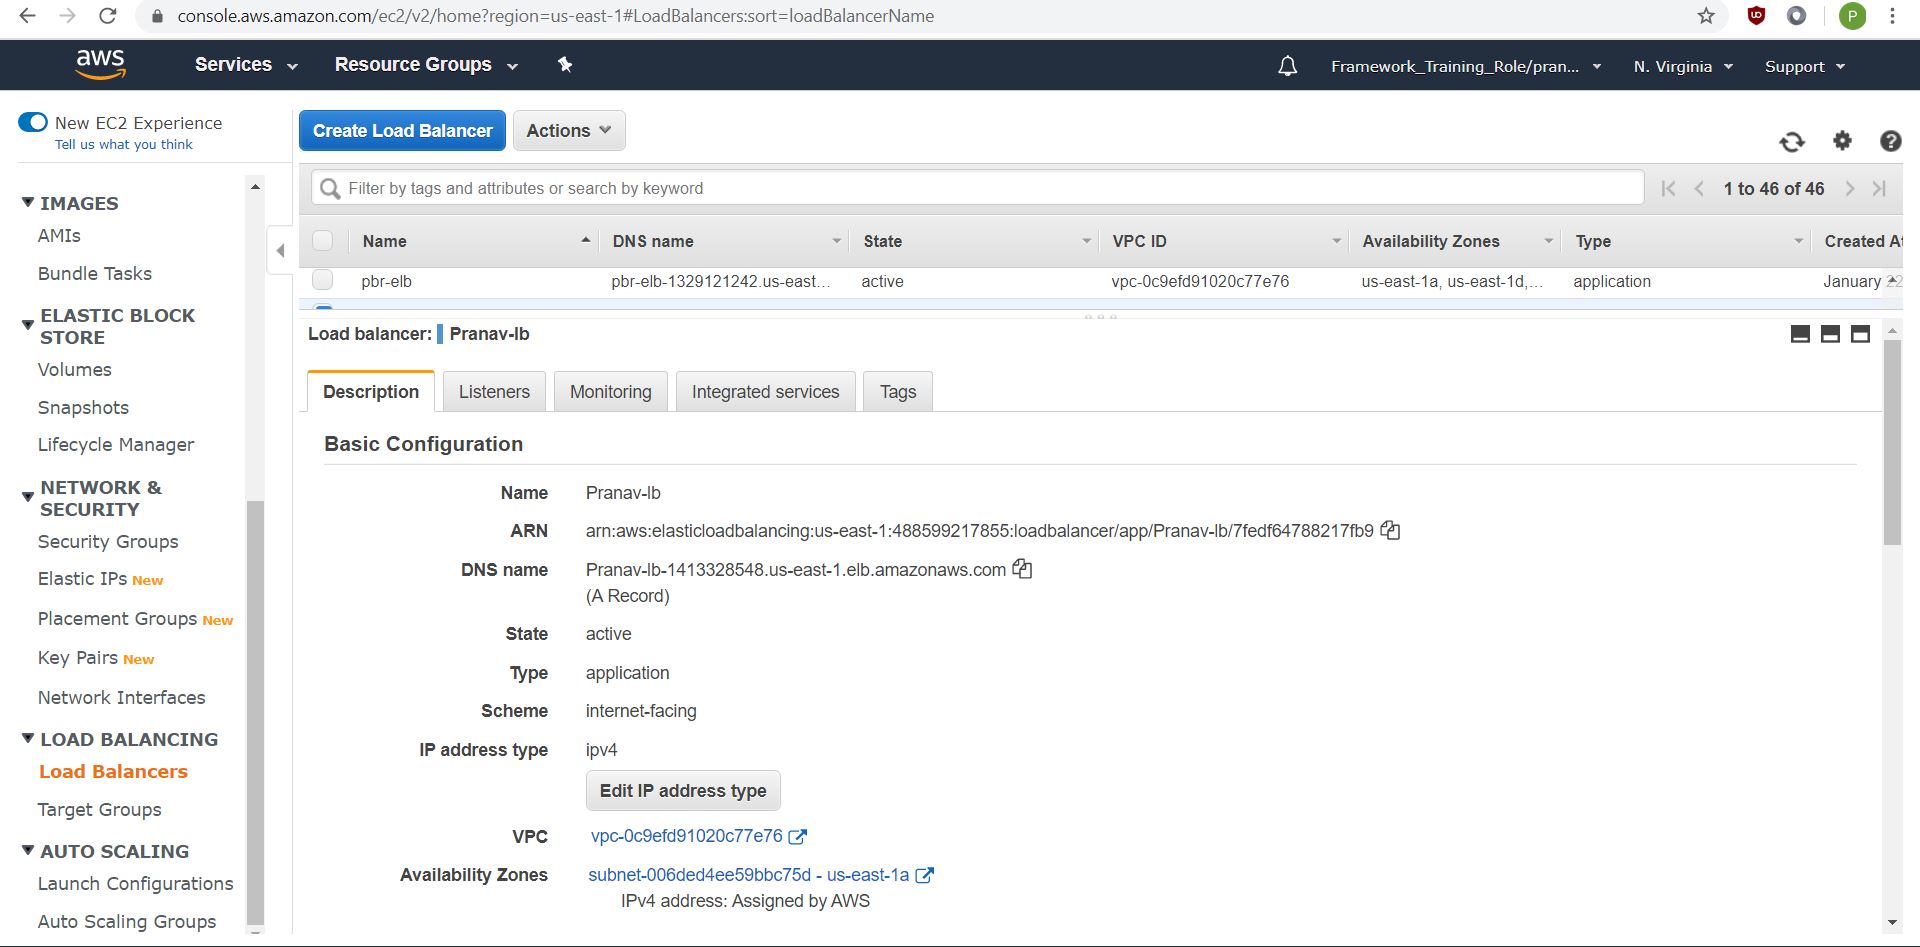 console.aws.amazon.com/ec2/v2/home?region=us-east-1#LoadBalancers:sort=loadBalancerName
P
aws
Services
Resource Groups
Framework_Training_Role/pran...
N. Virginia
Support
New EC2 Experience
Tell us what you think
IMAGES
AMIs
Bundle Tasks
ELASTIC BLOCK
STORE
Volumes
Snapshots
Lifecycle Manager
NETWORK &
SECURITY
Security Groups
Elastic IPs New
Placement Groups New
Key Pairs New
Network Interfaces
LOAD BALANCING
Load Balancers
Target Groups
AUTO SCALING
Launch Configurations
Auto Scaling Groups
Create Load Balancer
Actions
Filter by tags and attributes or search by keyword
1 to 46 of 46
Name DNS name State VPC ID Availability Zones Type Created At
pbr-elb pbr-elb-1329121242.us-east... active vpc-0c9efd91020c77e76 us-east-1a, us-east-1d,... application January 22
Load balancer: Pranav-lb
Description Listeners Monitoring Integrated services Tags
Basic Configuration
Name Pranav-lb
ARN arn:aws:elasticloadbalancing:us-east-1:488599217855:loadbalancer/app/Pranav-lb/7fedf64788217fb9
DNS name Pranav-lb-1413328548.us-east-1.elb.amazonaws.com
(A Record)
State active
Type application
Scheme internet-facing
IP address type ipv4
Edit IP address type
VPC vpc-0c9efd91020c77e76
Availability Zones subnet-006ded4ee59bbc75d - us-east-1a
IPv4 address: Assigned by AWS